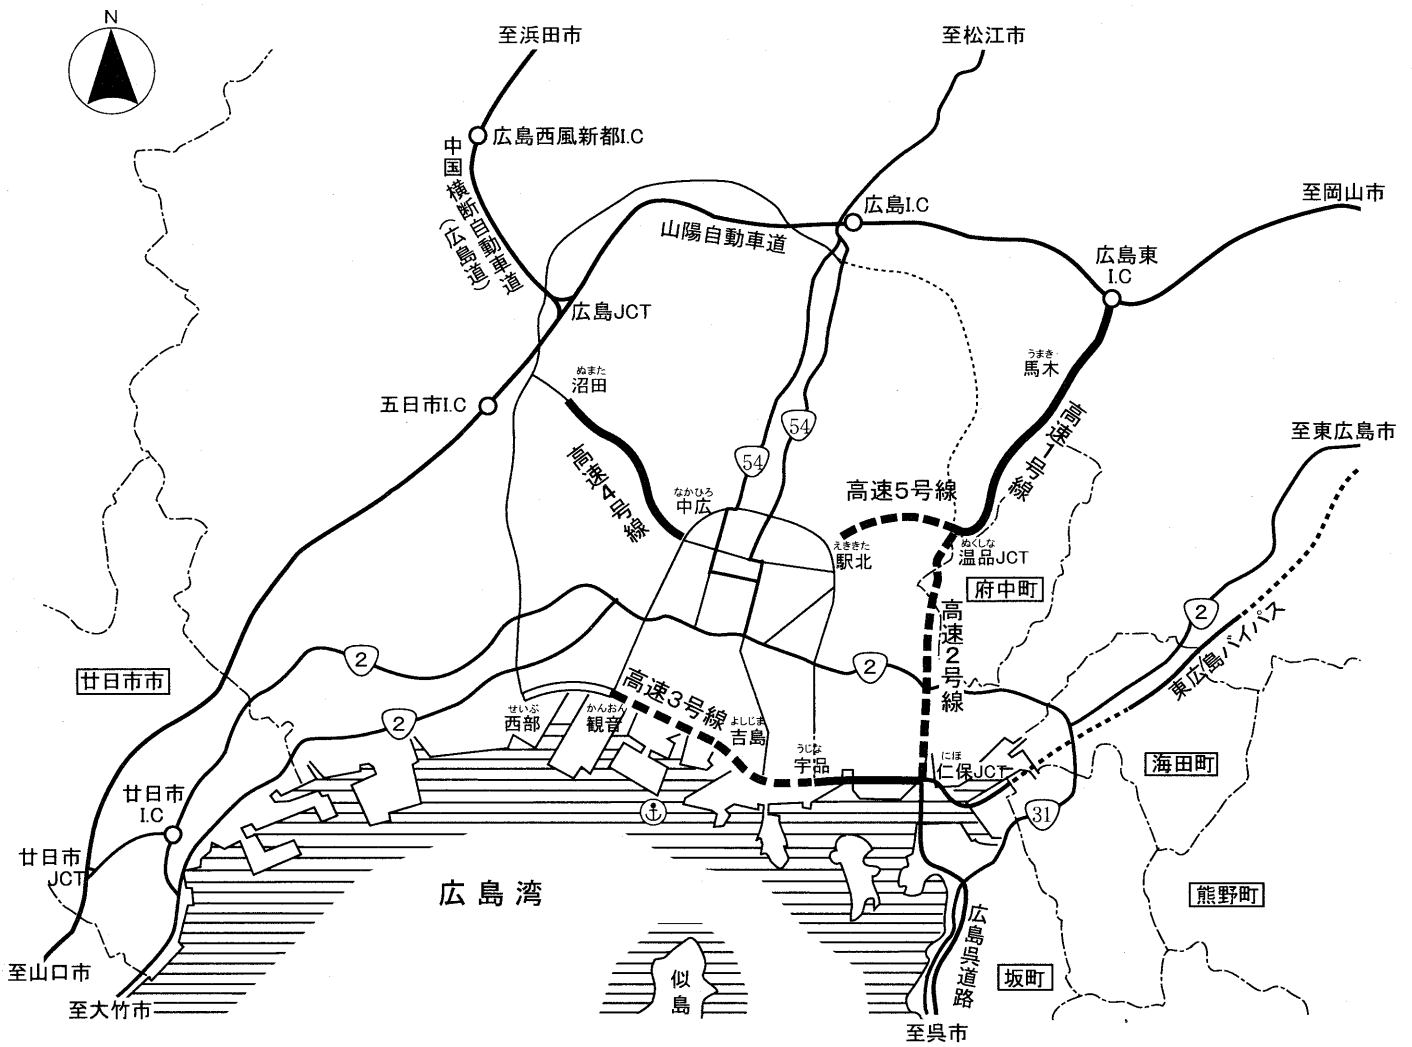 N
至浜田市
至松江市
広島西風新都I.C
中国横断自動車道
(広島道)
至岡山市
広島I.C
山陽自動車道
広島東
I.C
広島JCT
うまき
馬木
ぬまた
沼田
五日市I.C
54
54
高速1号線
至東広島市
高速4号線
なかひろ
中広
高速5号線
えききた
駅北
ぬくしな
温品JCT
府中町
高速2号線
2
東広島バイパス
2
2
廿日市市
高速3号線
せいぶ
西部
かんおん
観音
よしじま
吉島
2
うじな
宇品
にほ
仁保JCT
海田町
廿日市
I.C
31
廿日市
JCT
広島湾
熊野町
広島呉道路
似島
坂町
至山口市
至大竹市
至呉市